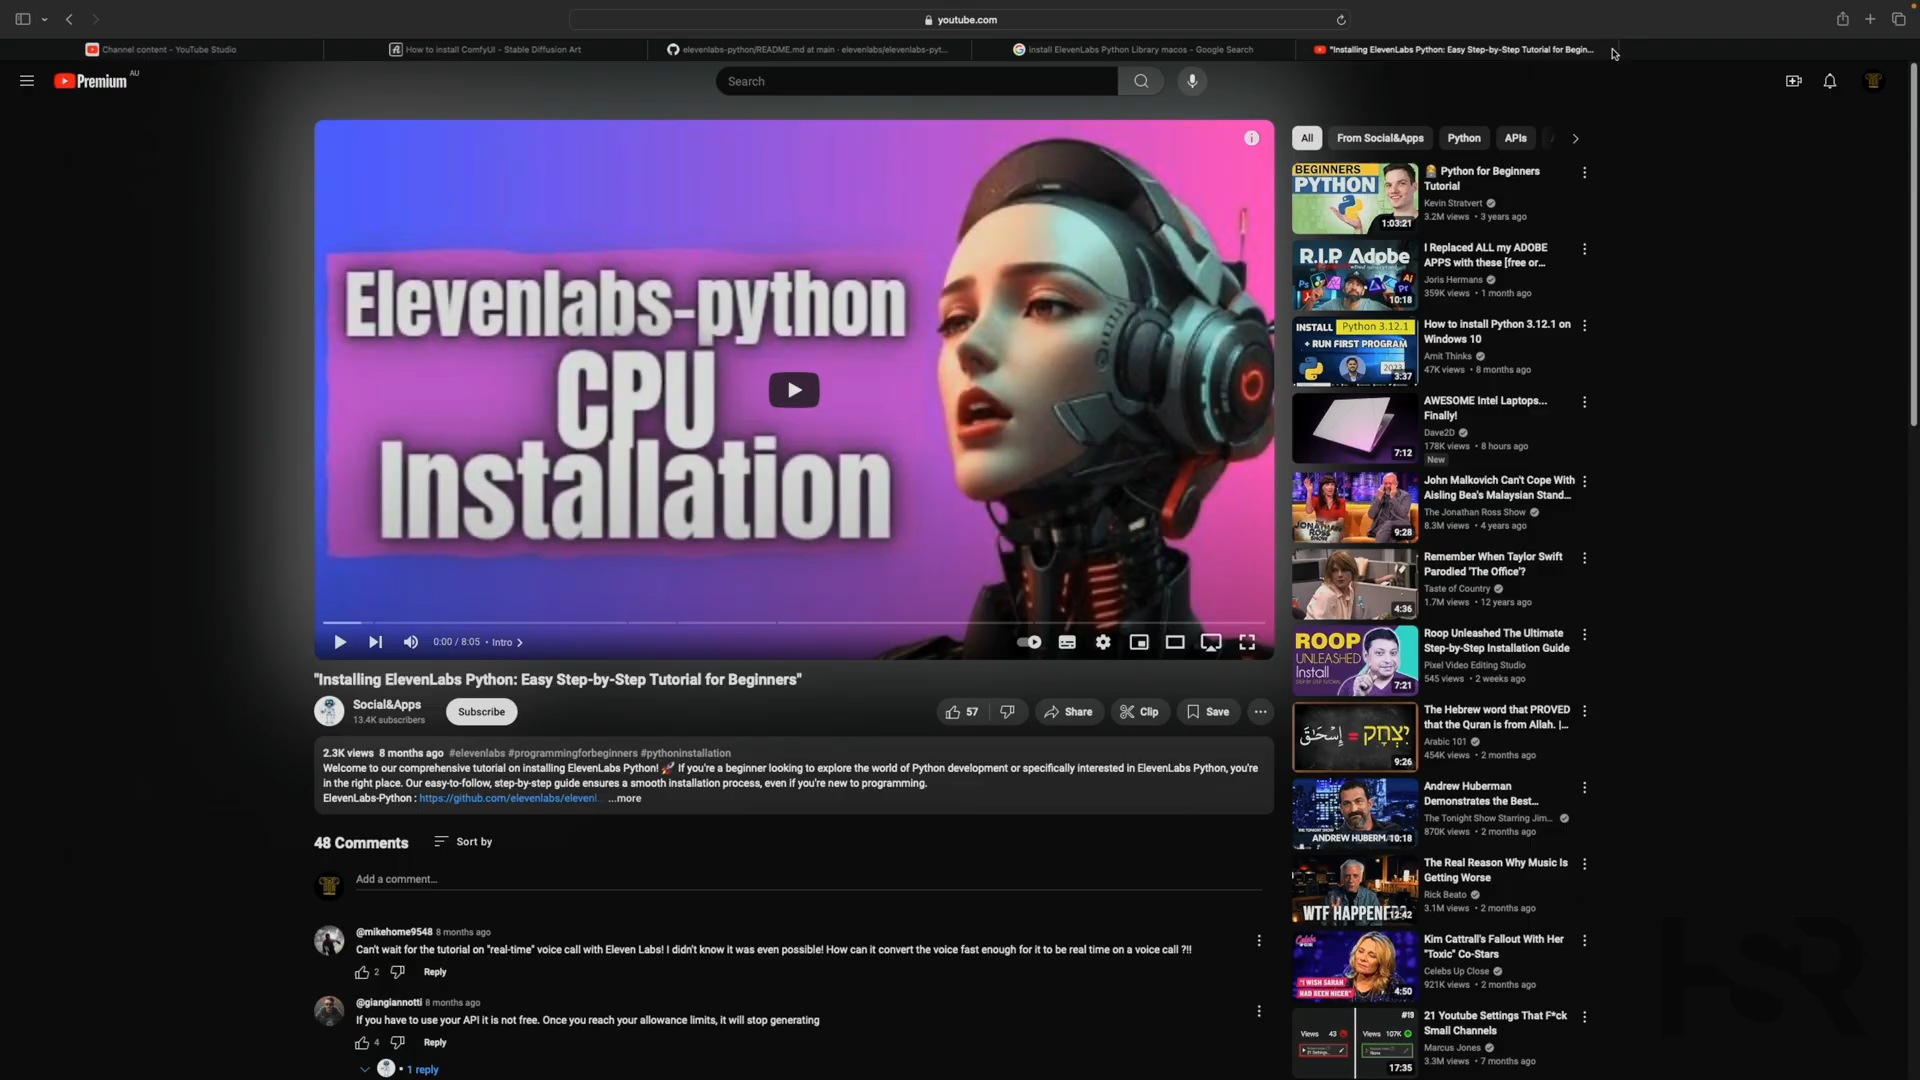 youtube.com
Channel content - YouTube Studio
How to install ComfyUI - Stable Diffusion Art
elevenlabs-python/README.md at main · elevenlabs/elevenlabs-pyt...
install ElevenLabs Python Library macos - Google Search
"Installing ElevenLabs Python: Easy Step-by-Step Tutorial for Begin...
Premium
AU
Search
Elevenlabs-python
CPU
Installation
0:00 / 8:05 • Intro
"Installing ElevenLabs Python: Easy Step-by-Step Tutorial for Beginners"
Social&Apps
13.4K subscribers
Subscribe
57
Share
Clip
Save
2.3K views 8 months ago #elevenlabs #programmingforbeginners #pythoninstallation
Welcome to our comprehensive tutorial on installing ElevenLabs Python! 🚀 If you're a beginner looking to explore the world of Python development or specifically interested in ElevenLabs Python, you're
in the right place. Our easy-to-follow, step-by-step guide ensures a smooth installation process, even if you're new to programming.
ElevenLabs-Python : https://github.com/elevenlabs/elevenl... ...more
48 Comments
Sort by
Add a comment...
@mikehome9548 8 months ago
Can't wait for the tutorial on "real-time" voice call with Eleven Labs! I didn't know it was even possible! How can it convert the voice fast enough for it to be real time on a voice call ?!!
2
Reply
@giangiannotti 8 months ago
If you have to use your API it is not free. Once you reach your allowance limits, it will stop generating
4
Reply
• 1 reply
All
From Social&Apps
Python
APIs
BEGINNERS
PYTHON
1:03:21
Python for Beginners
Tutorial
Kevin Stratvert
3.2M views • 3 years ago
R.I.P. Adobe
Ps
Ai
Pr
10:18
I Replaced ALL my ADOBE
APPS with these [free or...
Joris Hermans
359K views • 1 month ago
INSTALL Python 3.12.1
+ RUN FIRST PROGRAM
2023
3:37
How to install Python 3.12.1 on
Windows 10
Amit Thinks
47K views • 8 months ago
7:12
AWESOME Intel Laptops...
Finally!
Dave2D
178K views • 8 hours ago
New
JONATHAN
ROSS
9:28
John Malkovich Can't Cope With
Aisling Bea's Malaysian Stand...
The Jonathan Ross Show
8.3M views • 4 years ago
4:36
Remember When Taylor Swift
Parodied 'The Office'?
Taste of Country
1.7M views • 12 years ago
ROOP
UNLEASHED
Install
7:21
Roop Unleashed The Ultimate
Step-by-Step Installation Guide
Pixel Video Editing Studio
545 views • 2 weeks ago
יִצְחָק = إِسْحَٰق
9:26
The Hebrew word that PROVED
that the Quran is from Allah. |...
Arabic 101
454K views • 2 months ago
ANDREW HUBERM
10:18
Andrew Huberman
Demonstrates the Best...
The Tonight Show Starring Jim...
870K views • 2 months ago
WTF HAPPENED?
12:42
The Real Reason Why Music Is
Getting Worse
Rick Beato
3.1M views • 2 months ago
"I WISH SARAH
HAD BEEN NICER"
4:50
Kim Cattrall's Fallout With Her
"Toxic" Co-Stars
Celebs Up Close
921K views • 2 months ago
#19
Views 43
Views 107K
17:35
21 Youtube Settings That F*ck
Small Channels
Marcus Jones
3.3M views • 7 months ago
HSR